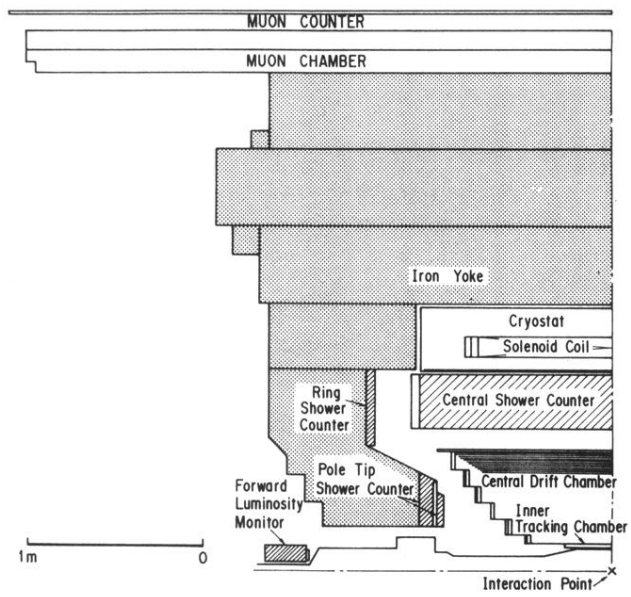 MUON COUNTER
MUON CHAMBER
Iron Yoke
Cryostat
Solenoid Coil
Ring
Shower
Counter
Central Shower Counter
Pole Tip
Shower Counter
Central Drift Chamber
Forward
Luminosity
Monitor
Inner
Tracking Chamber
1m
0
Interaction Point